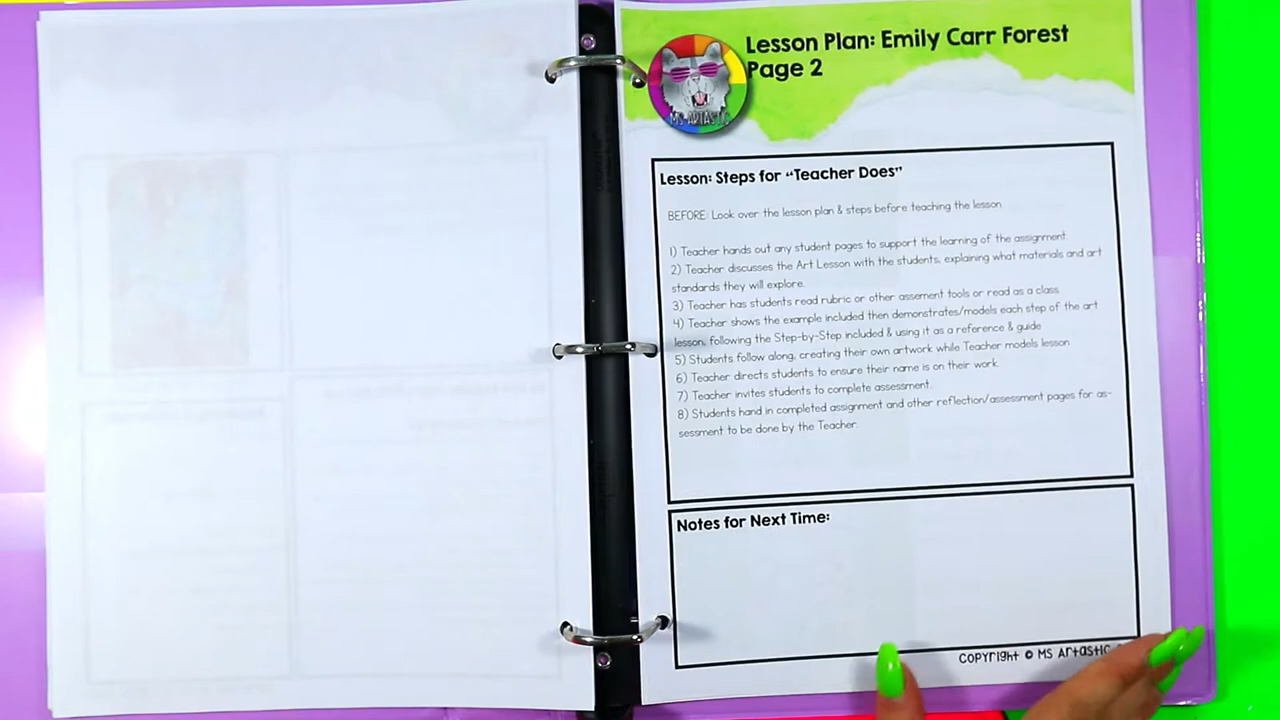 Lesson Plan: Emily Carr Forest
Page 2
MS ARTASTIC
Lesson: Steps for “Teacher Does”
BEFORE: Look over the lesson plan & steps before teaching the lesson
1) Teacher hands out any student pages to support the learning of the assignment.
2) Teacher discusses the Art Lesson with the students, explaining what materials and art
standards they will explore.
3) Teacher has students read rubric or other assement tools or read as a class
4) Teacher shows the example included then demonstrates/models each step of the art
lesson, following the Step-by-Step included & using it as a reference & guide
5) Students follow along, creating their own artwork while Teacher models lesson
6) Teacher directs students to ensure their name is on their work.
7) Teacher invites students to complete assessment.
8) Students hand in completed assignment and other reflection/assessment pages for as-
sessment to be done by the Teacher.
Notes for Next Time:
Copyright © MS Artastic